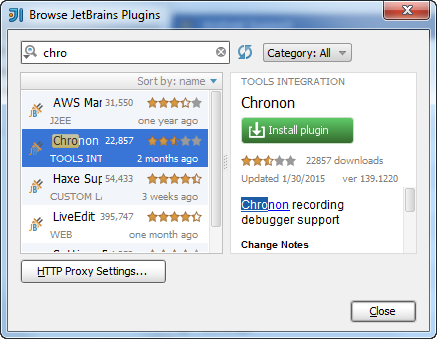 Browse JetBrains Plugins
chro
Category: All
Sort by: name
AWS Mar 31,550
J2EE one year ago
Chronon 22,857
TOOLS INT 2 months ago
Haxe Sup 54,433
CUSTOM L 3 weeks ago
LiveEdit 395,747
WEB one month ago
TOOLS INTEGRATION
Chronon
Install plugin
22857 downloads
Updated 1/30/2015 ver 139.1220
Chronon recording
debugger support
Change Notes
HTTP Proxy Settings...
Close